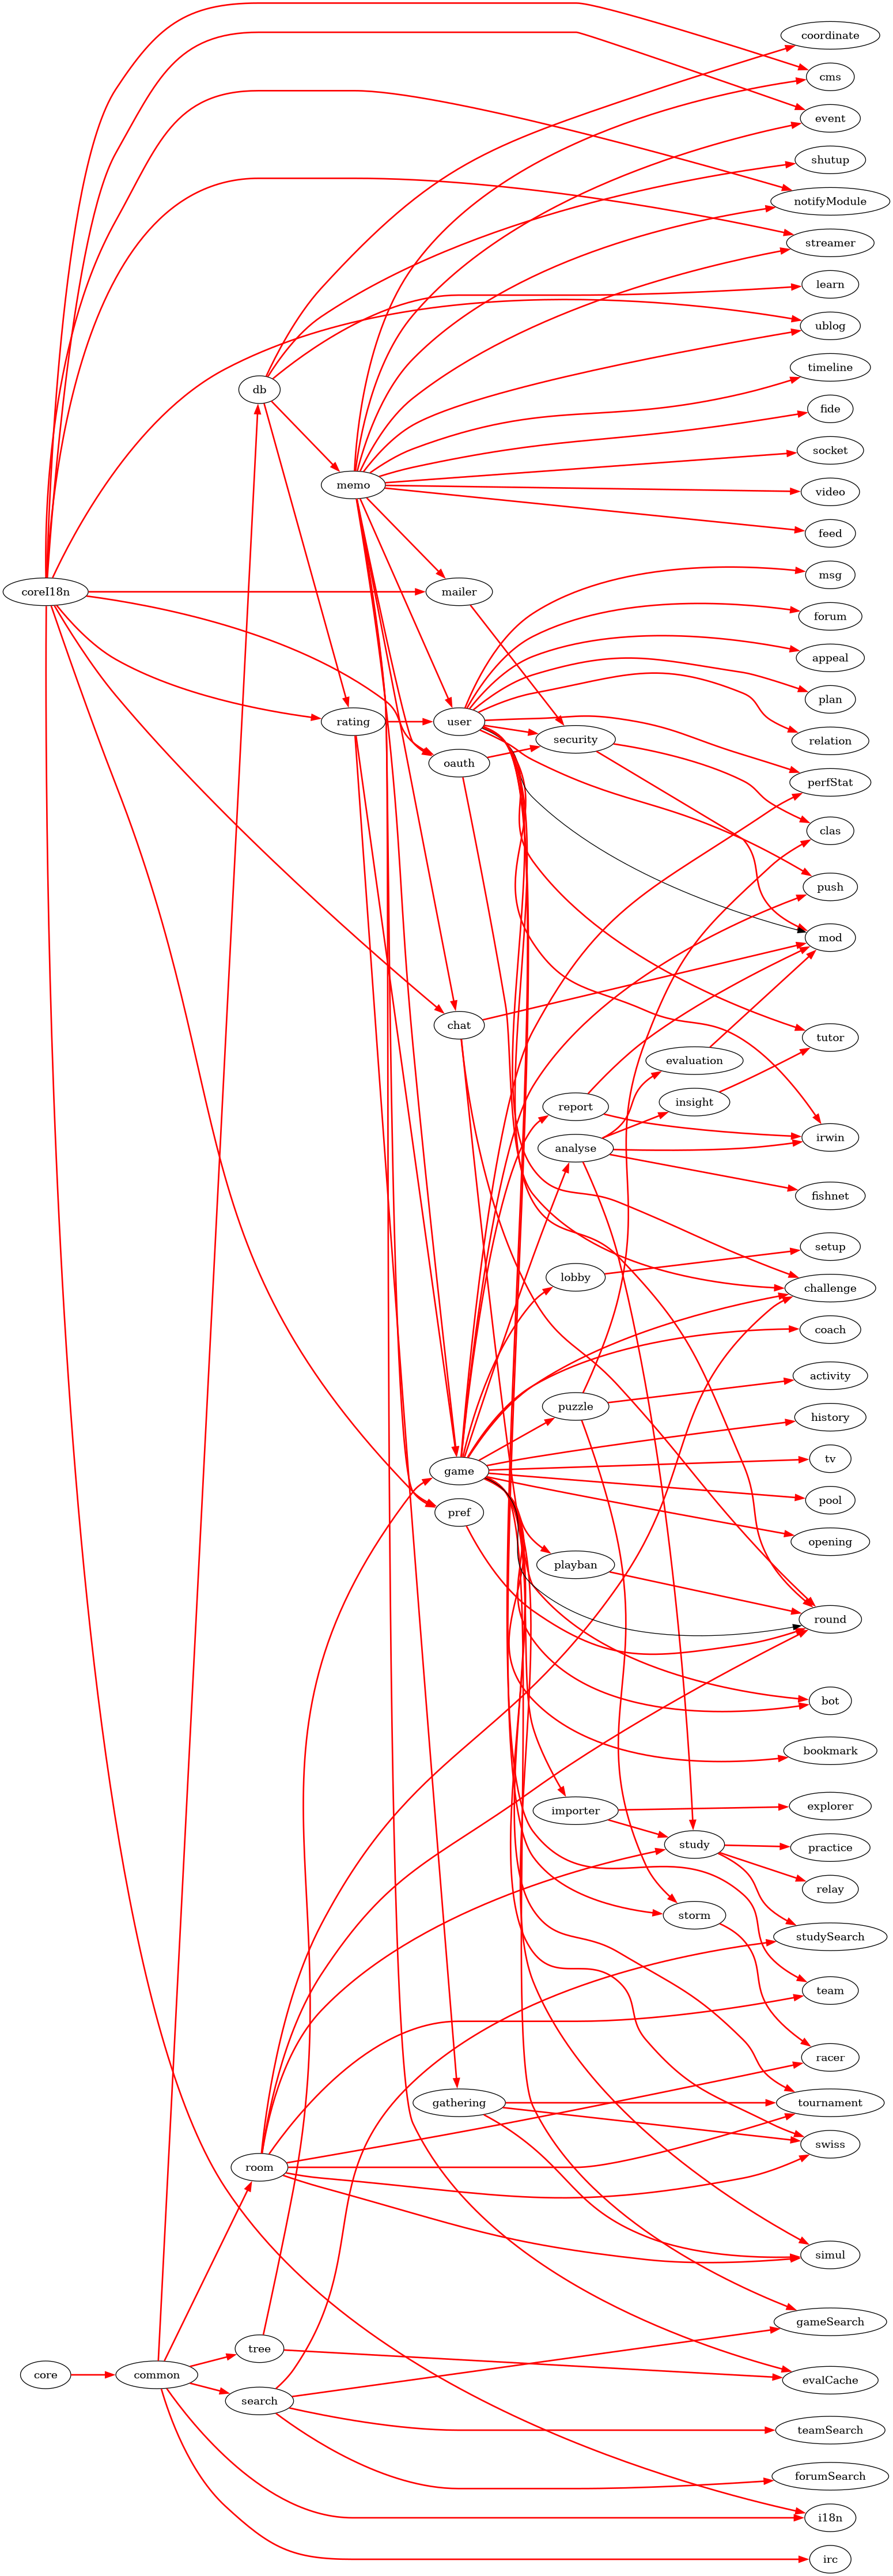 coordinate
cms
event
shutup
notifyModule
streamer
learn
ublog
timeline
db
fide
socket
memo
video
feed
msg
coreI18n
mailer
forum
appeal
plan
rating
user
security
relation
oauth
perfStat
clas
push
mod
chat
tutor
evaluation
insight
report
irwin
analyse
fishnet
setup
lobby
challenge
coach
activity
puzzle
history
tv
game
pool
pref
opening
playban
round
bot
bookmark
explorer
importer
study
practice
relay
storm
studySearch
team
racer
gathering
tournament
swiss
room
simul
gameSearch
tree
core
common
evalCache
search
teamSearch
forumSearch
i18n
irc